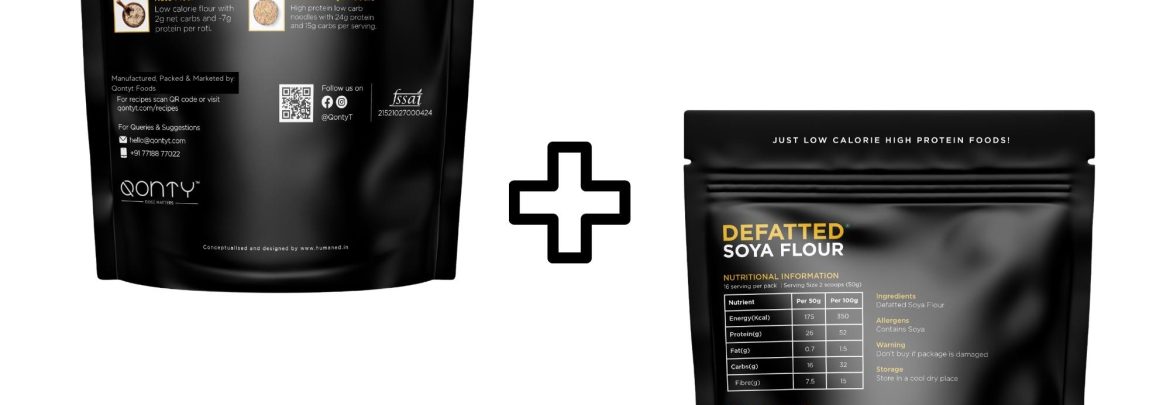 Low calorie flour with
2g net carbs and ~7g
protein per roti.
High protein low carb
noodles with 24g protein
and 15g carbs per serving.
Manufactured, Packed & Marketed by:
Qontyt Foods
For recipes scan QR code or visit
qontyt.com/recipes
For Queries & Suggestions
hello@qontyt.com
+91 77188 77022
Follow us on
@QontyT
fssai
21521027000424
QONTY™
Conceptualised and designed by www.humaned.in
JUST LOW CALORIE HIGH PROTEIN FOODS!
DEFATTED
SOYA FLOUR
NUTRITIONAL INFORMATION
16 serving per pack | Serving Size 2 scoops (50g)
Nutrient Per 50g Per 100g
Energy(Kcal) 175 350
Protein(g) 26 52
Fat(g) 0.7 1.5
Carbs(g) 16 32
Fibre(g) 7.5 15
Ingredients
Defatted Soya Flour
Allergens
Contains Soya
Warning
Don't buy if package is damaged
Storage
Store in a cool dry place